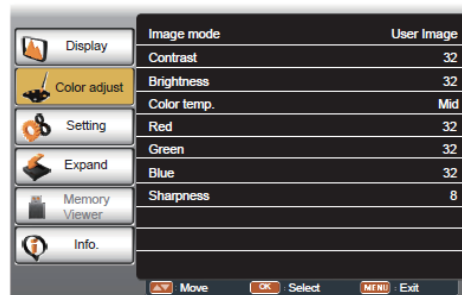 Display
Color adjust
Setting
Expand
Memory
Viewer
Info.
Image mode User Image
Contrast 32
Brightness 32
Color temp. Mid
Red 32
Green 32
Blue 32
Sharpness 8
Move OK : Select MENU : Exit